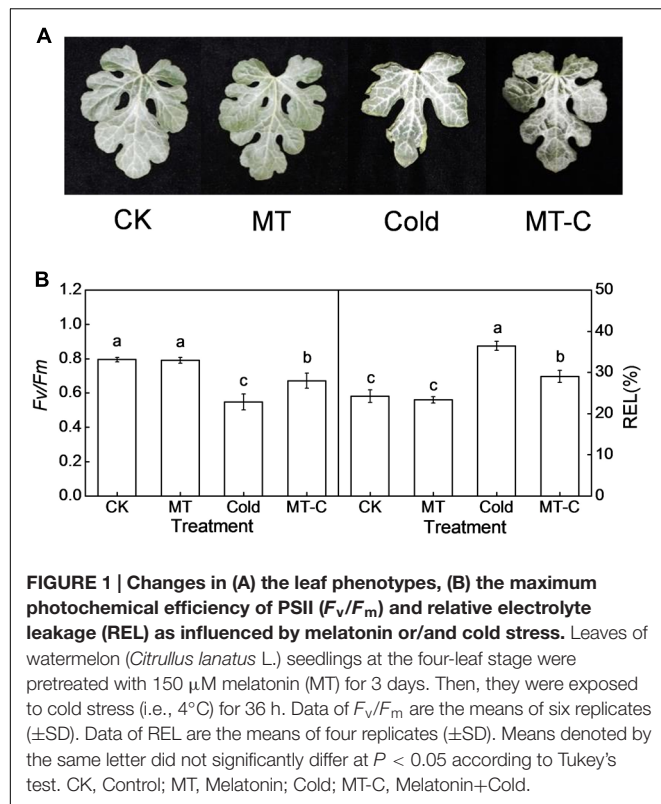 A
CK MT Cold MT-C
B
1.2 50
1.0 40
0.8 30
0.6 20
0.4 10
0.2 0
0.0
Fv/Fm
REL(%)
a a c b c c a b
CK MT Cold MT-C CK MT Cold MT-C
Treatment Treatment
FIGURE 1 | Changes in (A) the leaf phenotypes, (B) the maximum
photochemical efficiency of PSII (Fv/Fm) and relative electrolyte
leakage (REL) as influenced by melatonin or/and cold stress. Leaves of
watermelon (Citrullus lanatus L.) seedlings at the four-leaf stage were
pretreated with 150 μM melatonin (MT) for 3 days. Then, they were exposed
to cold stress (i.e., 4°C) for 36 h. Data of Fv/Fm are the means of six replicates
(±SD). Data of REL are the means of four replicates (±SD). Means denoted by
the same letter did not significantly differ at P < 0.05 according to Tukey's
test. CK, Control; MT, Melatonin; Cold; MT-C, Melatonin+Cold.